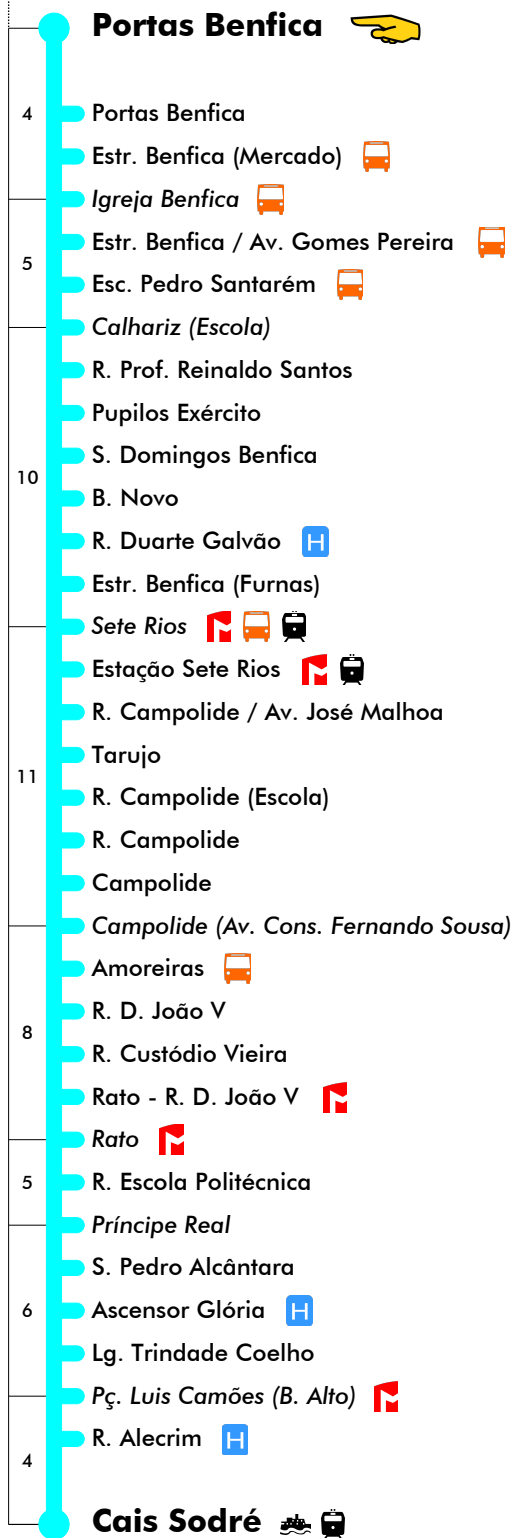 Portas Benfica
4
Portas Benfica
Estr. Benfica (Mercado)
Igreja Benfica
Estr. Benfica / Av. Gomes Pereira
5
Esc. Pedro Santarém
Calhariz (Escola)
R. Prof. Reinaldo Santos
Pupilos Exército
S. Domingos Benfica
10
B. Novo
R. Duarte Galvão H
Estr. Benfica (Furnas)
Sete Rios
Estação Sete Rios
R. Campolide / Av. José Malhoa
Tarujo
11
R. Campolide (Escola)
R. Campolide
Campolide
Campolide (Av. Cons. Fernando Sousa)
Amoreiras
R. D. João V
8
R. Custódio Vieira
Rato - R. D. João V
Rato
5
R. Escola Politécnica
Príncipe Real
S. Pedro Alcântara
6
Ascensor Glória H
Lg. Trindade Coelho
Pç. Luis Camões (B. Alto)
R. Alecrim H
4
Cais Sodré